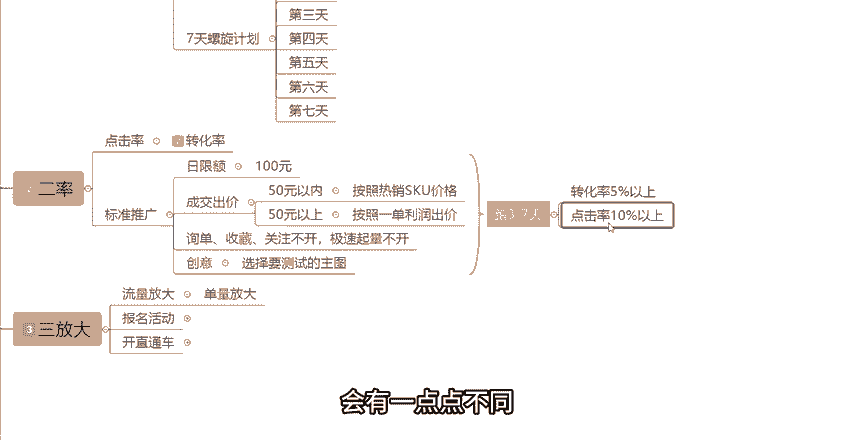 第三天
7天螺旋计划
第四天
第五天
第六天
第七天
点击率
转化率
二率
标准推广
日限额
100元
成交出价
50元以内
按照热销SKU价格
50元以上
按照一单利润出价
询单、收藏、关注不开，极速起量不开
创意
选择要测试的主图
转化率5%以上
点击率10%以上
3 三放大
流量放大
单量放大
报名活动
开直通车
会有一点点不同